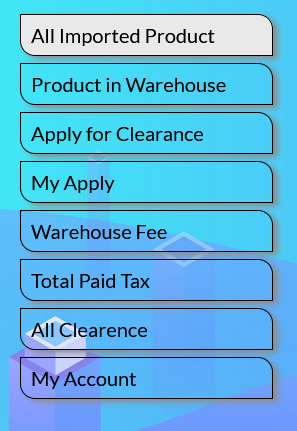 All Imported Product
Product in Warehouse
Apply for Clearance
My Apply
Warehouse Fee
Total Paid Tax
All Clearence
My Account